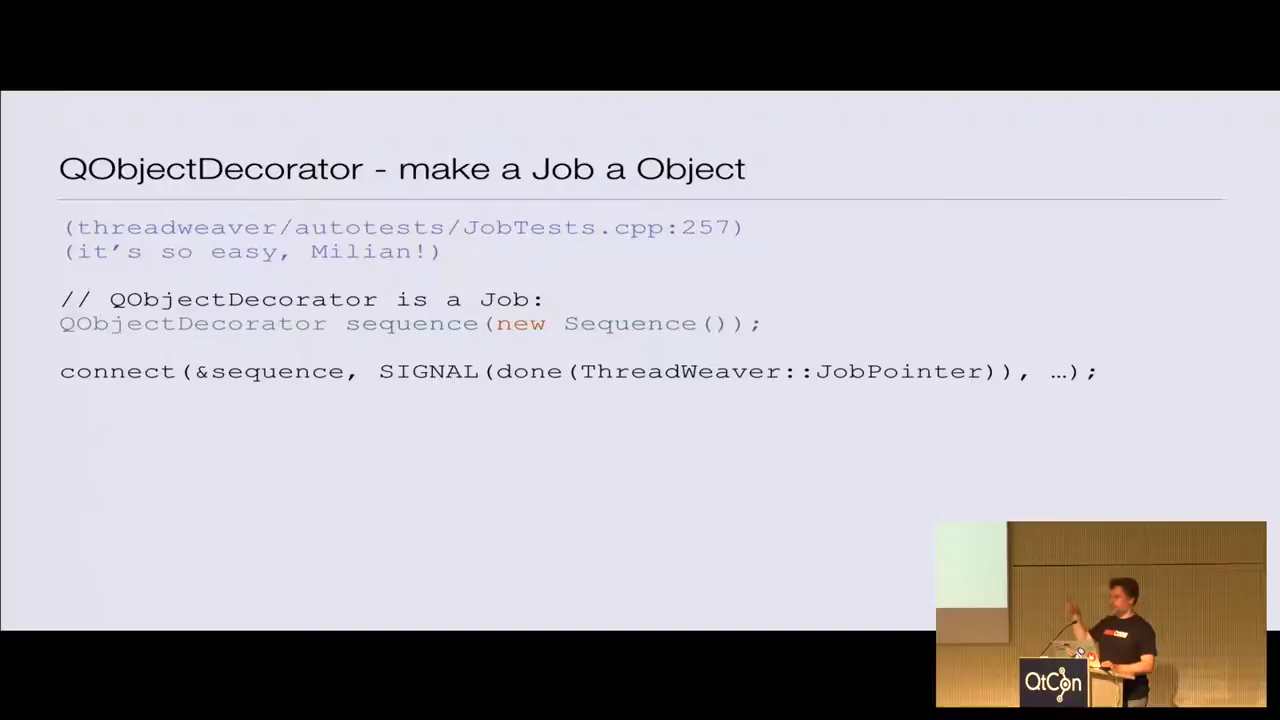 QObjectDecorator - make a Job a Object
(threadweaver/autotests/JobTests.cpp:257)
(it’s so easy, Milian!)
// QObjectDecorator is a Job:
QObjectDecorator sequence(new Sequence());
connect(&sequence, SIGNAL(done(ThreadWeaver::JobPointer)), …);
QtCon